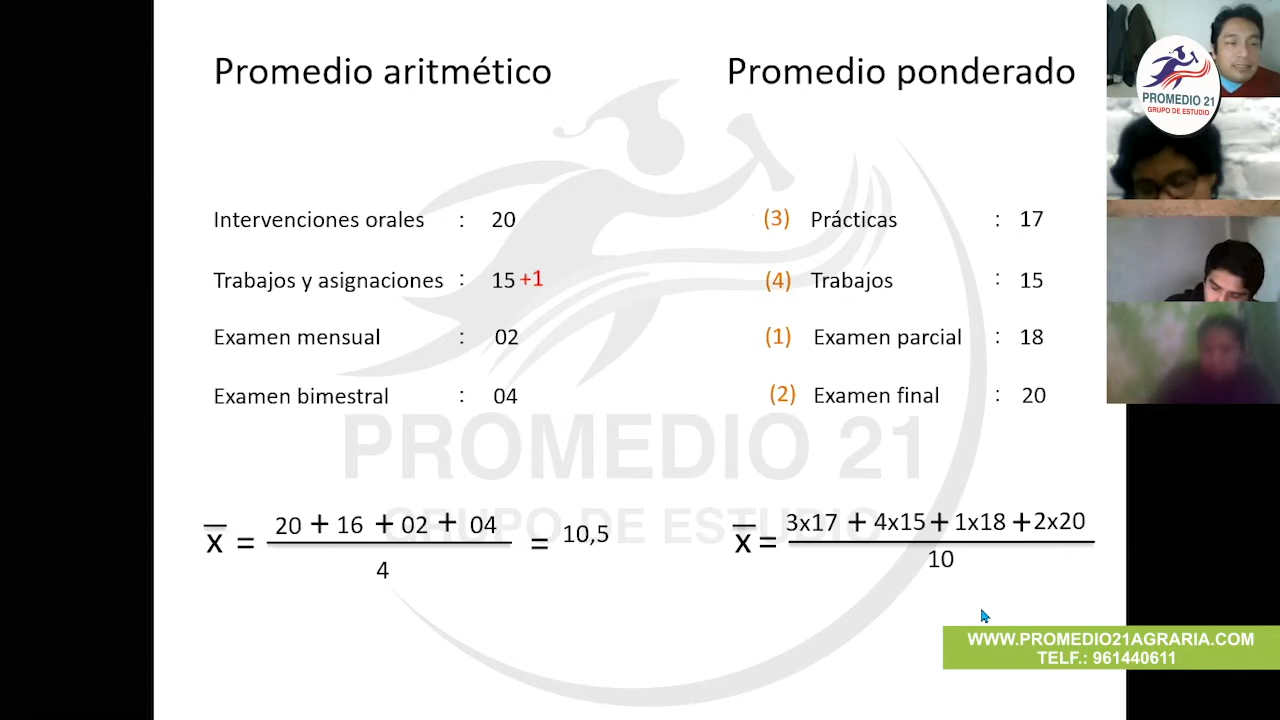 Promedio aritmético
Promedio ponderado
PROMEDIO 21
GRUPO DE ESTUDIO
Intervenciones orales : 20
Trabajos y asignaciones : 15 +1
Examen mensual : 02
Examen bimestral : 04
(3) Prácticas : 17
(4) Trabajos : 15
(1) Examen parcial : 18
(2) Examen final : 20
PROMEDIO 21
GRUPO DE ESTUDIO
x̅ = 20 + 16 + 02 + 04 = 10,5
4
x̅ = 3x17 + 4x15 + 1x18 + 2x20
10
WWW.PROMEDIO21AGRARIA.COM
TELF.: 961440611